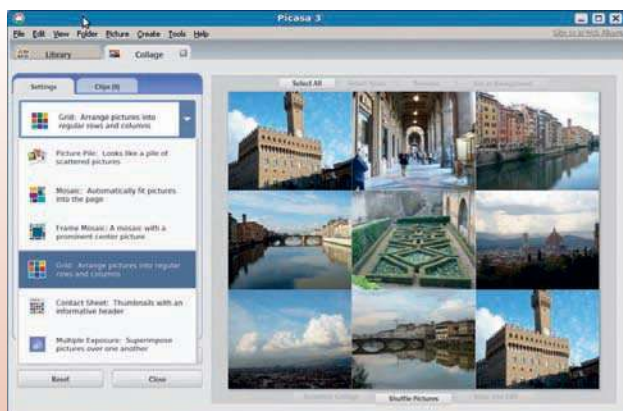 Picasa 3
File Edit View Folder Picture Create Tools Help
Library
Collage
Settings
Clips (0)
Select All
Grid: Arrange pictures into
regular rows and columns
Picture Pile: Looks like a pile of
scattered pictures
Mosaic: Automatically fit pictures
into the page
Frame Mosaic: A mosaic with a
prominent center picture
Grid: Arrange pictures into regular
rows and columns
Contact Sheet: Thumbnails with an
informative header
Multiple Exposure: Superimpose
pictures over one another
Reset
Close
Shuffle Pictures